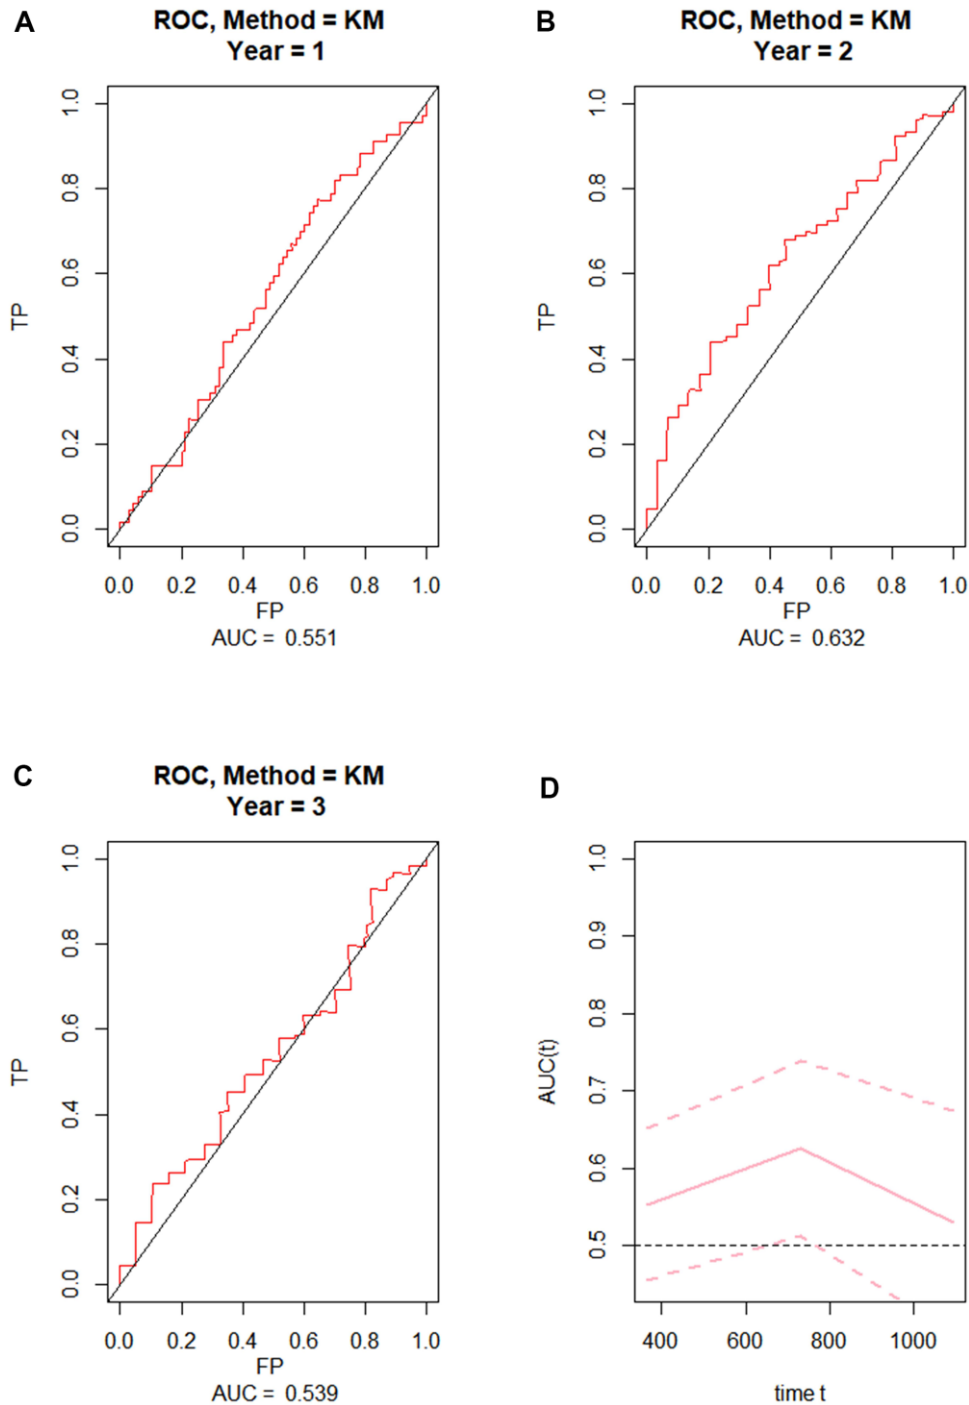 A
ROC, Method = KM
Year = 1
TP
1.0
0.8
0.6
0.4
0.2
0.0
0.0 0.2 0.4 0.6 0.8 1.0
FP
AUC = 0.551
B
ROC, Method = KM
Year = 2
TP
1.0
0.8
0.6
0.4
0.2
0.0
0.0 0.2 0.4 0.6 0.8 1.0
FP
AUC = 0.632
C
ROC, Method = KM
Year = 3
TP
1.0
0.8
0.6
0.4
0.2
0.0
0.0 0.2 0.4 0.6 0.8 1.0
FP
AUC = 0.539
D
AUC(t)
1.0
0.9
0.8
0.7
0.6
0.5
400 600 800 1000
time t